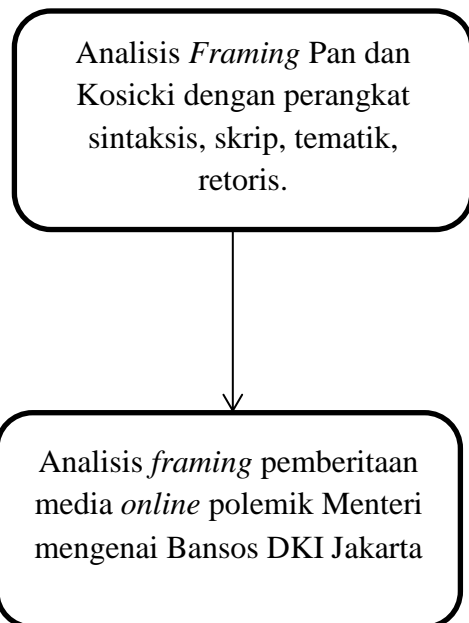 Analisis Framing Pan dan
Kosicki dengan perangkat
sintaksis, skrip, tematik,
retoris.
Analisis framing pemberitaan
media online polemik Menteri
mengenai Bansos DKI Jakarta